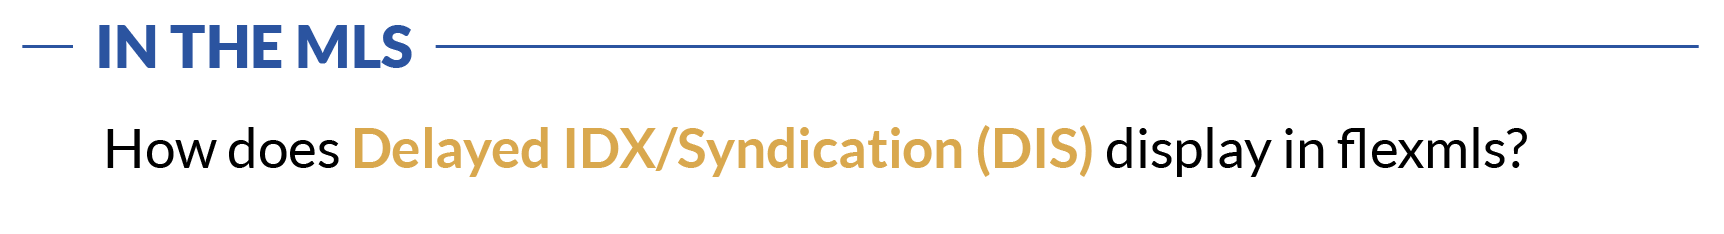 IN THE MLS
How does Delayed IDX/Syndication (DIS) display in flexmls?